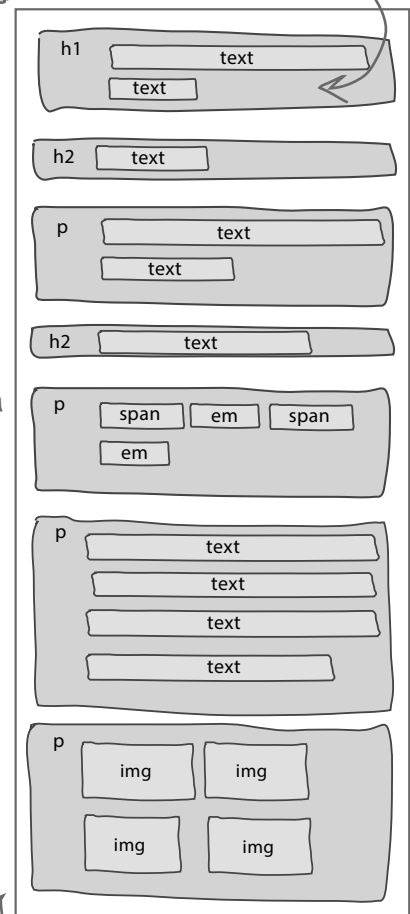 h1 text
text
h2 text
p text
text
h2 text
p span em span
em
p text
text
text
text
p img img
img img